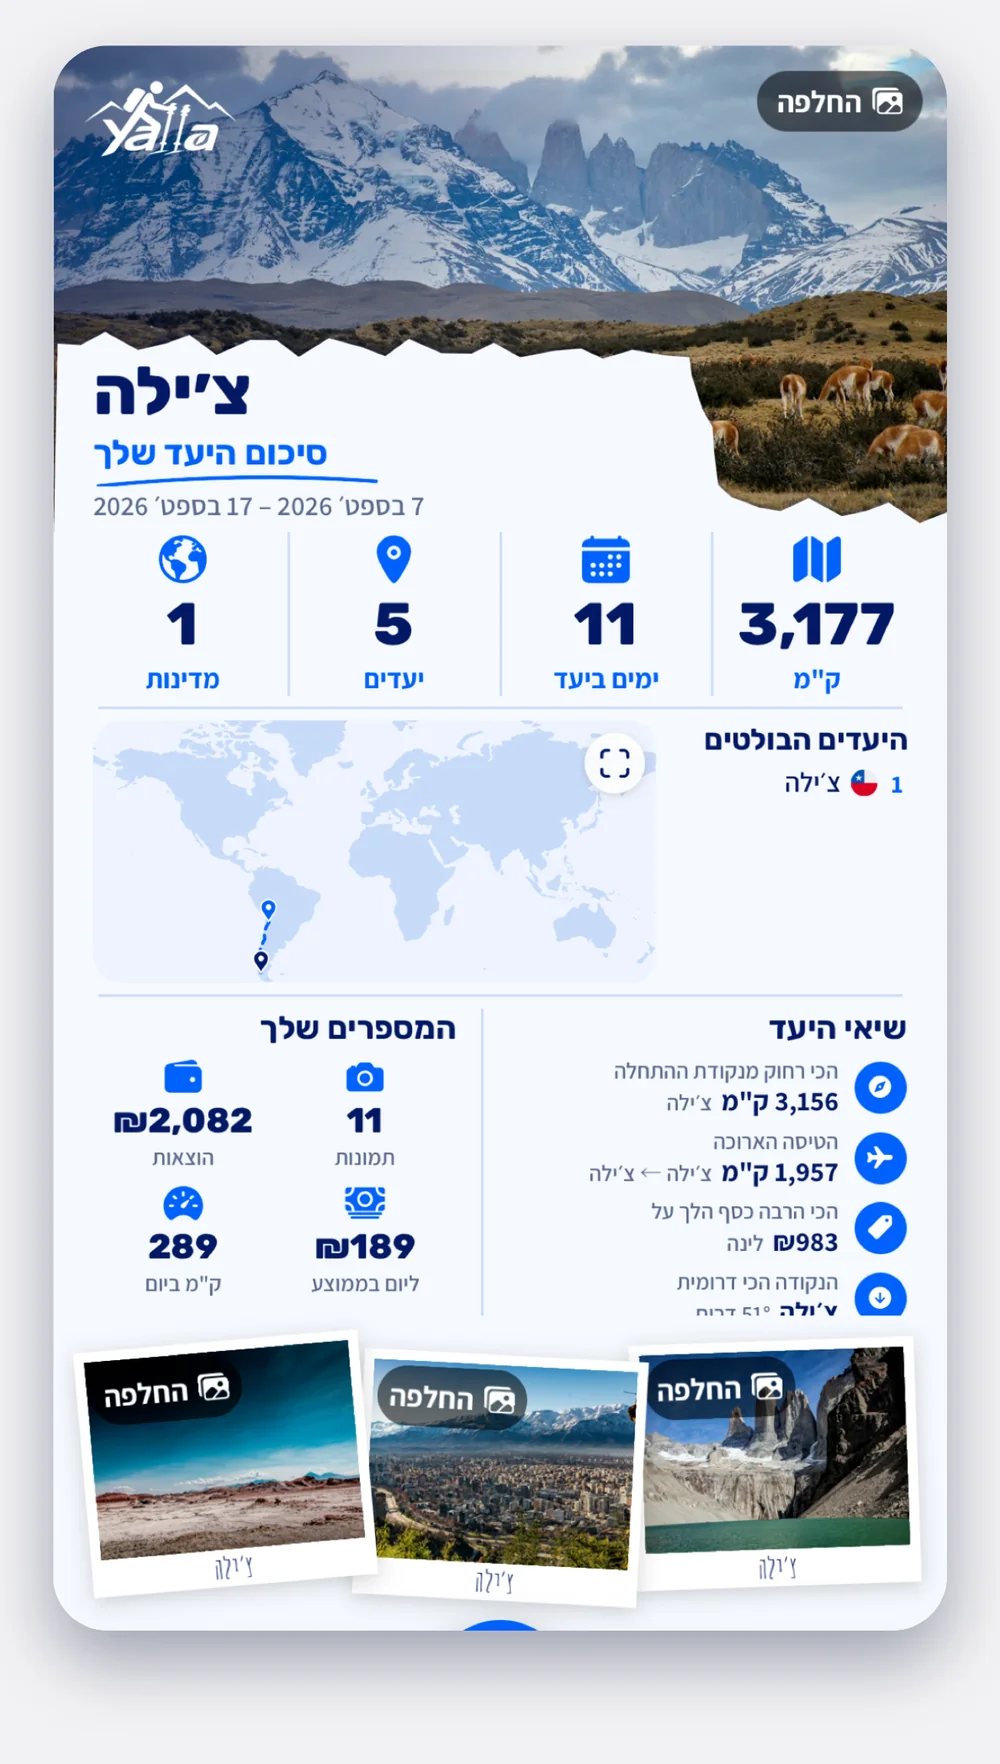 yalla
החלפה
צ׳ילה
סיכום היעד שלך
7 בספט׳ 2026 – 17 בספט׳ 2026
3,177
ק"מ
11
ימים ביעד
5
יעדים
1
מדינות
היעדים הבולטים
1 צ׳ילה
שיאי היעד
הכי רחוק מנקודת ההתחלה
3,156 ק"מ צ׳ילה
הטיסה הארוכה
1,957 ק"מ צ׳ילה ← צ׳ילה
הכי הרבה כסף הלך על
₪983 לינה
הנקודה הכי דרומית
צ׳ילה 51° דרום
המספרים שלך
11
תמונות
₪2,082
הוצאות
₪189
ליום בממוצע
289
ק"מ ביום
החלפה
צ׳ילה
החלפה
צ׳ילה
החלפה
צ׳ילה